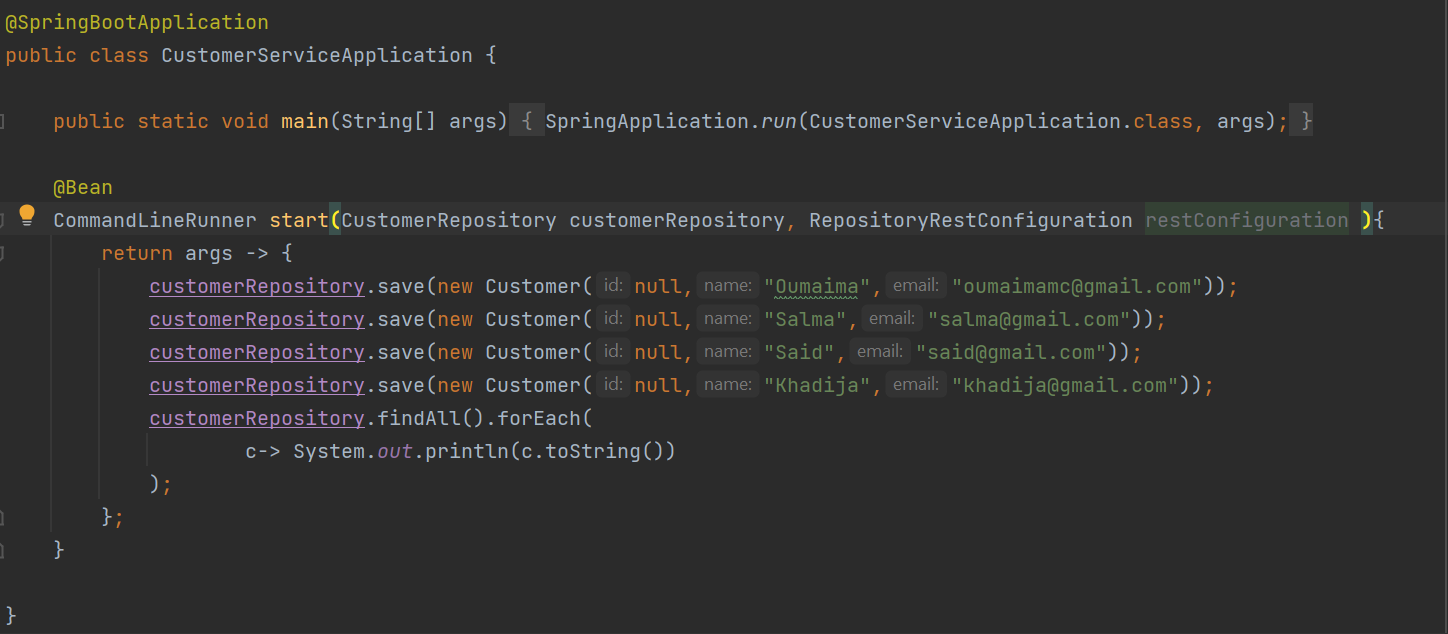 @SpringBootApplication
public class CustomerServiceApplication {
public static void main(String[] args) { SpringApplication.run(CustomerServiceApplication.class, args); }
@Bean
CommandLineRunner start(CustomerRepository customerRepository, RepositoryRestConfiguration restConfiguration ){
return args -> {
customerRepository.save(new Customer( id: null, name: "Oumaima", email: "oumaimamc@gmail.com"));
customerRepository.save(new Customer( id: null, name: "Salma", email: "salma@gmail.com"));
customerRepository.save(new Customer( id: null, name: "Said", email: "said@gmail.com"));
customerRepository.save(new Customer( id: null, name: "Khadija", email: "khadija@gmail.com"));
customerRepository.findAll().forEach(
c-> System.out.println(c.toString())
);
};
}
}